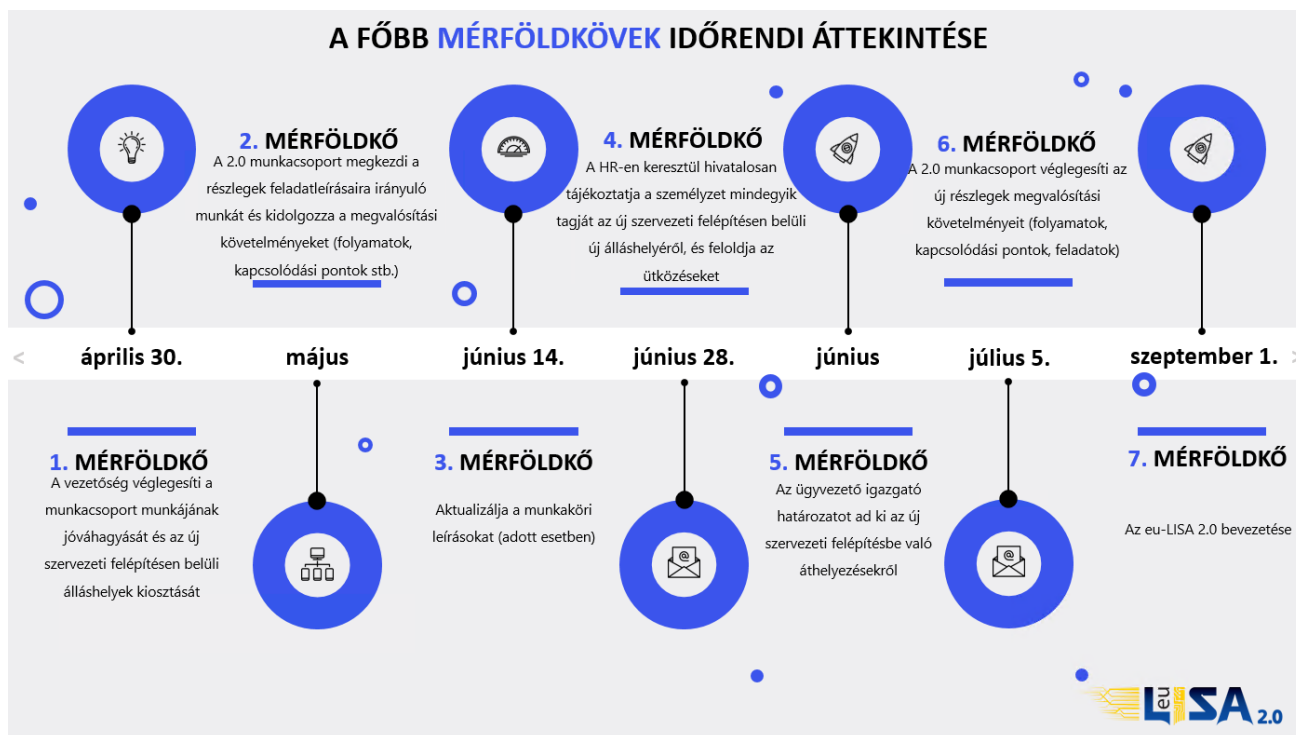 A FŐBB MÉRFÖLDKÖVEK IDŐRENDI ÁTTEKINTÉSE
2. MÉRFÖLDKŐ
A 2.0 munkacsoport megkezdi a
részlegek feladatleírásaira irányuló
munkát és kidolgozza a megvalósítási
követelményeket (folyamatok,
kapcsolódási pontok stb.)
4. MÉRFÖLDKŐ
A HR-en keresztül hivatalosan
tájékoztatja a személyzet mindegyik
tagját az új szervezeti felépítésen belüli
új álláshelyéről, és feloldja az
ütközéseket
6. MÉRFÖLDKŐ
A 2.0 munkacsoport véglegesíti az
új részlegek megvalósítási
követelményeit (folyamatok,
kapcsolódási pontok, feladatok)
< április 30. május június 14. június 28. június július 5. szeptember 1. >
1. MÉRFÖLDKŐ
A vezetőség véglegesíti a
munkacsoport munkájának
jóváhagyását és az új
szervezeti felépítésen belüli
álláshelyek kiosztását
3. MÉRFÖLDKŐ
Aktualizálja a munkaköri
leírásokat (adott esetben)
5. MÉRFÖLDKŐ
Az ügyvezető igazgató
határozatot ad ki az új
szervezeti felépítésbe való
áthelyezésekről
7. MÉRFÖLDKŐ
Az eu-LISA 2.0 bevezetése
eu LISA 2.0